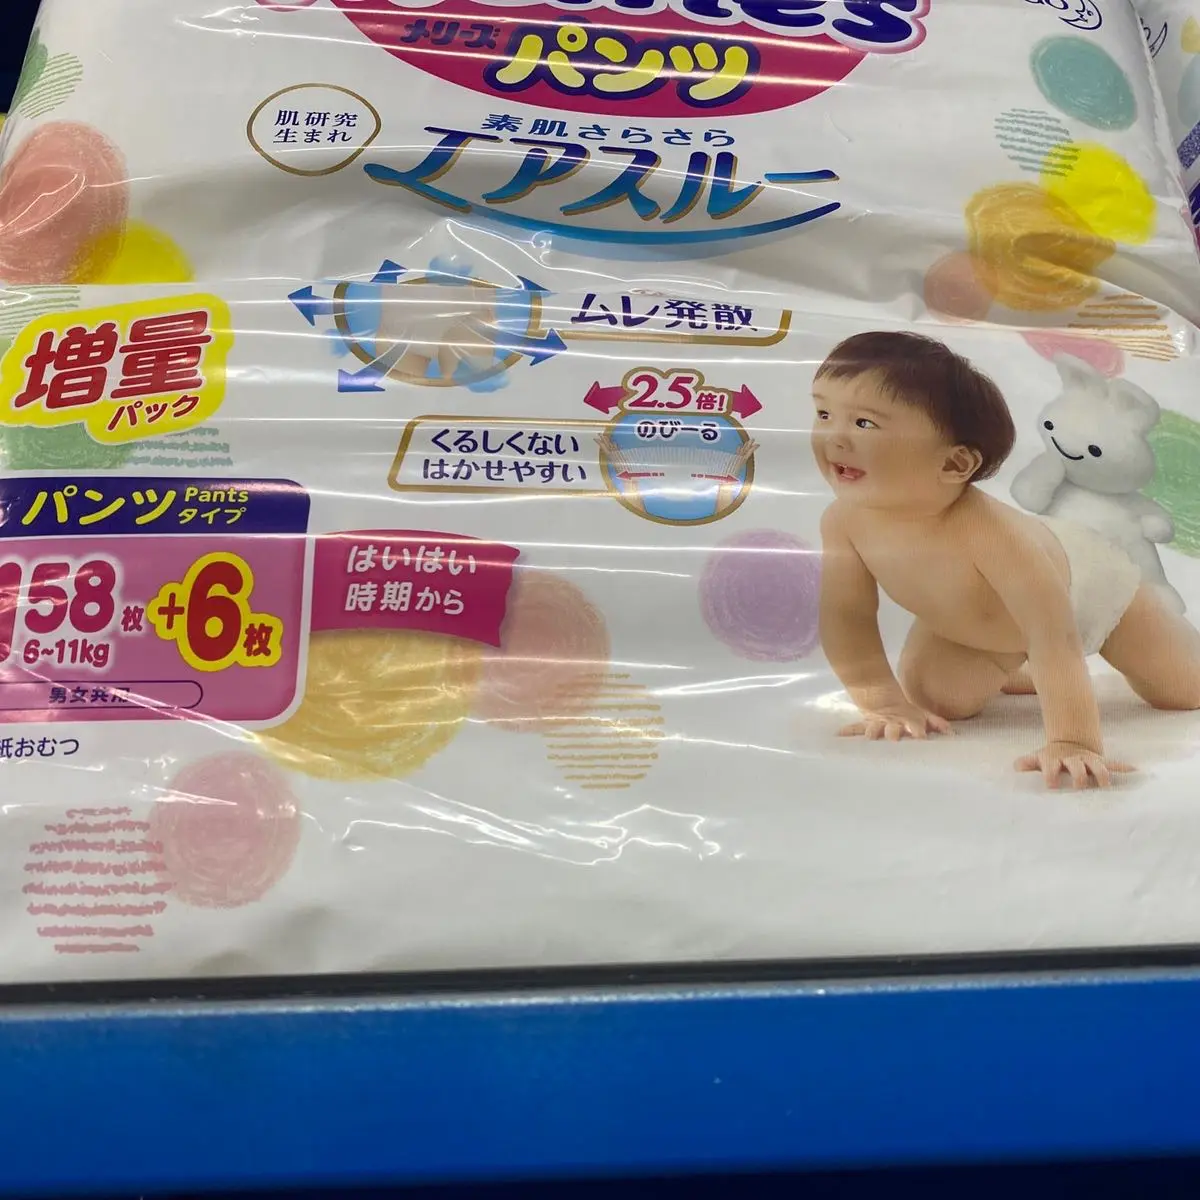 メリーズ
パンツ
肌研究
生まれ
素肌さらさら
エアスルー
ムレ発散
増量
パック
2.5倍!
のびーる
くるしくない
はかせやすい
パンツ Pants
タイプ
58枚 +6枚
6~11kg
はいはい
時期から
男女共用
紙おむつ